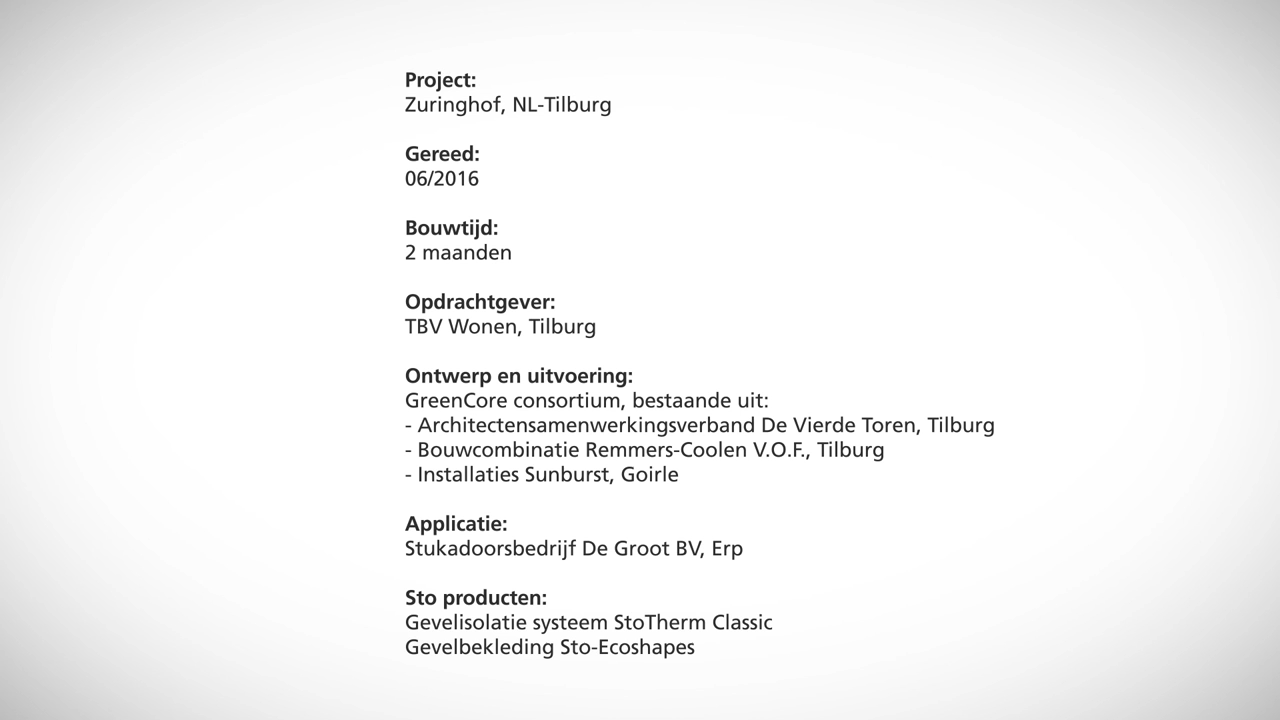 Project:
Zuringhof, NL-Tilburg
Gereed:
06/2016
Bouwtijd:
2 maanden
Opdrachtgever:
TBV Wonen, Tilburg
Ontwerp en uitvoering:
GreenCore consortium, bestaande uit:
- Architectensamenwerkingsverband De Vierde Toren, Tilburg
- Bouwcombinatie Remmers-Coolen V.O.F., Tilburg
- Installaties Sunburst, Goirle
Applicatie:
Stukadoorsbedrijf De Groot BV, Erp
Sto producten:
Gevelisolatie systeem StoTherm Classic
Gevelbekleding Sto-Ecoshapes